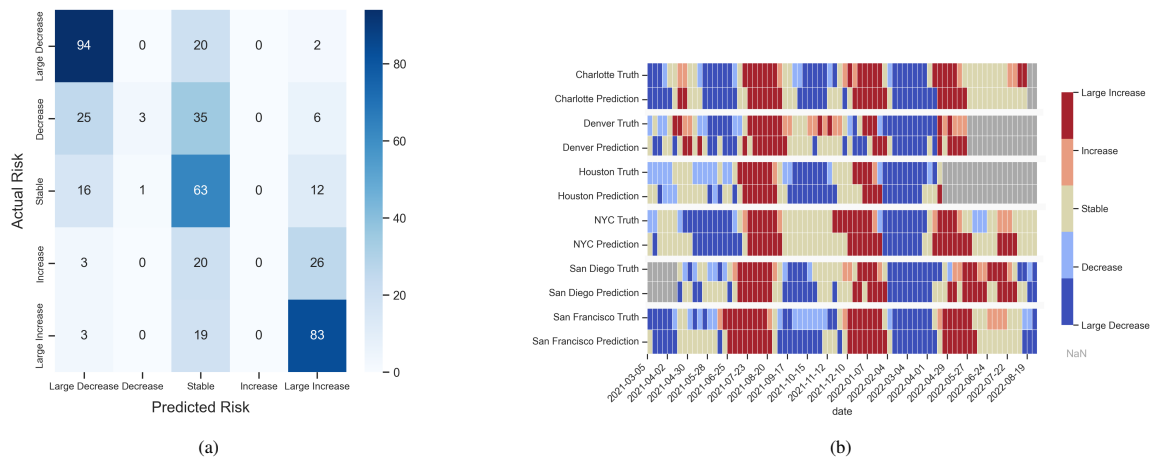 Actual Risk
Large Decrease
Decrease
Stable
Increase
Large Increase
94 0 20 0 2
25 3 35 0 6
16 1 63 0 12
3 0 20 0 26
3 0 19 0 83
Large Decrease Decrease Stable Increase Large Increase
Predicted Risk
80
60
40
20
0
(a)
Charlotte Truth
Charlotte Prediction
Denver Truth
Denver Prediction
Houston Truth
Houston Prediction
NYC Truth
NYC Prediction
San Diego Truth
San Diego Prediction
San Francisco Truth
San Francisco Prediction
2021-03-05 2021-04-02 2021-04-30 2021-05-28 2021-06-25 2021-07-23 2021-08-20 2021-09-17 2021-10-15 2021-11-12 2021-12-10 2022-01-07 2022-02-04 2022-03-04 2022-04-01 2022-04-29 2022-05-27 2022-06-24 2022-07-22 2022-08-19
date
Large Increase
Increase
Stable
Decrease
Large Decrease
NaN
(b)